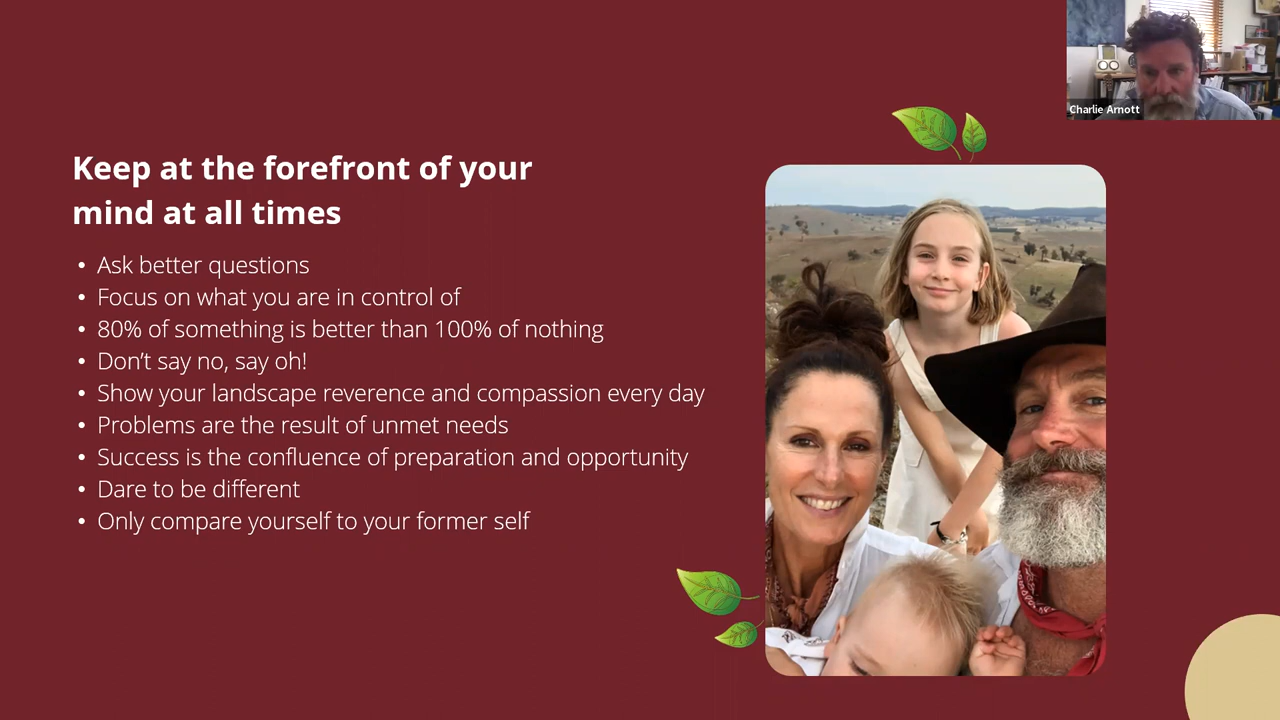 Charlie Arnott
Keep at the forefront of your
mind at all times
• Ask better questions
• Focus on what you are in control of
• 80% of something is better than 100% of nothing
• Don’t say no, say oh!
• Show your landscape reverence and compassion every day
• Problems are the result of unmet needs
• Success is the confluence of preparation and opportunity
• Dare to be different
• Only compare yourself to your former self